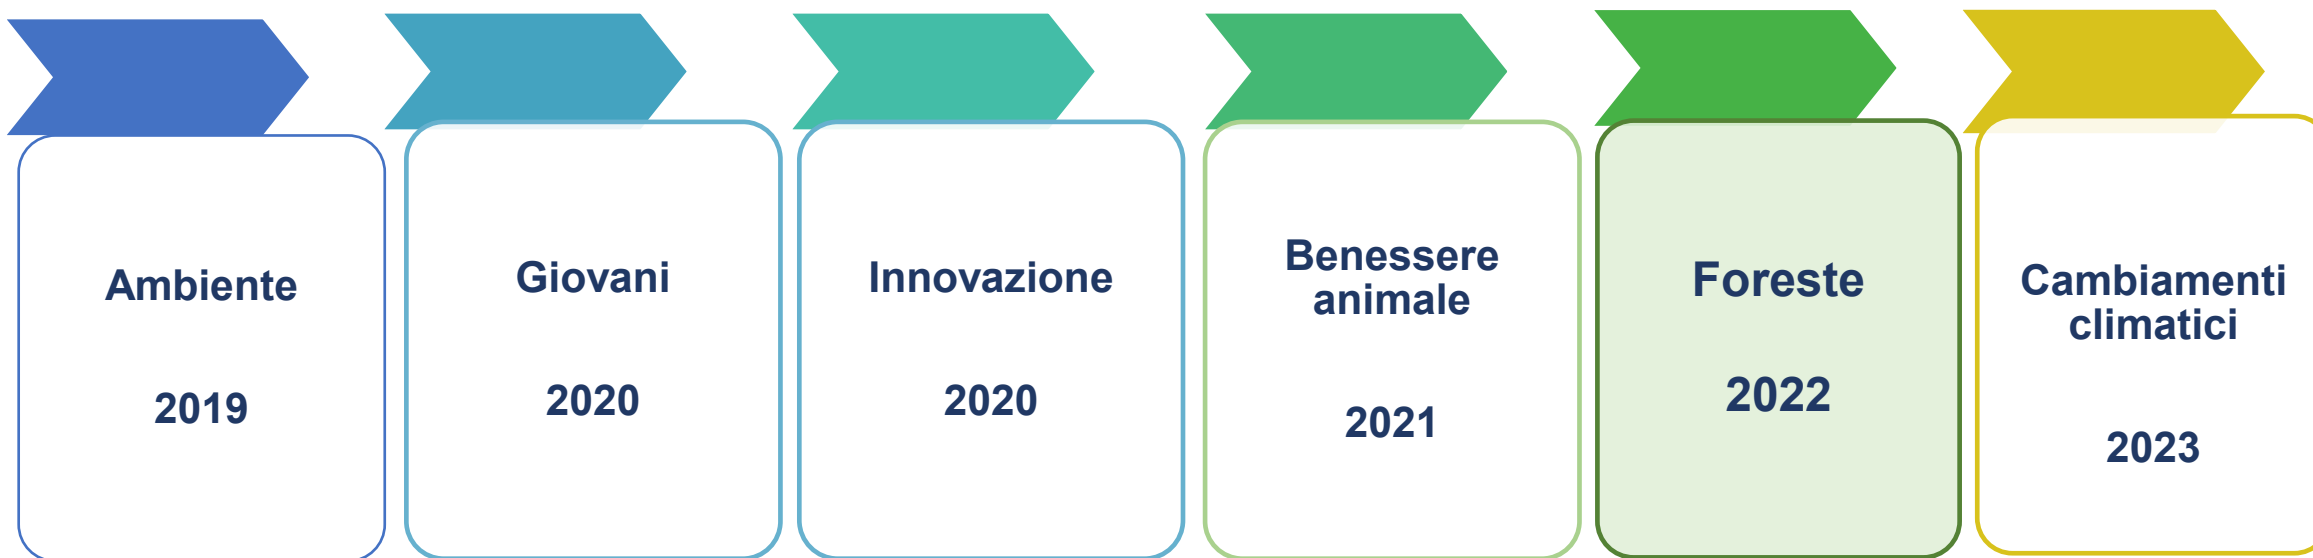 Ambiente
2019
Giovani
2020
Innovazione
2020
Benessere
animale
2021
Foreste
2022
Cambiamenti
climatici
2023